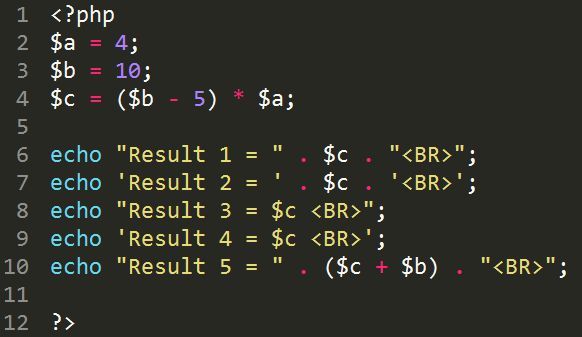 1 <?php
2 $a = 4;
3 $b = 10;
4 $c = ($b - 5) * $a;
5
6 echo "Result 1 = " . $c . "<BR>";
7 echo 'Result 2 = ' . $c . '<BR>';
8 echo "Result 3 = $c <BR>";
9 echo 'Result 4 = $c <BR>';
10 echo "Result 5 = " . ($c + $b) . "<BR>";
11
12 ?>